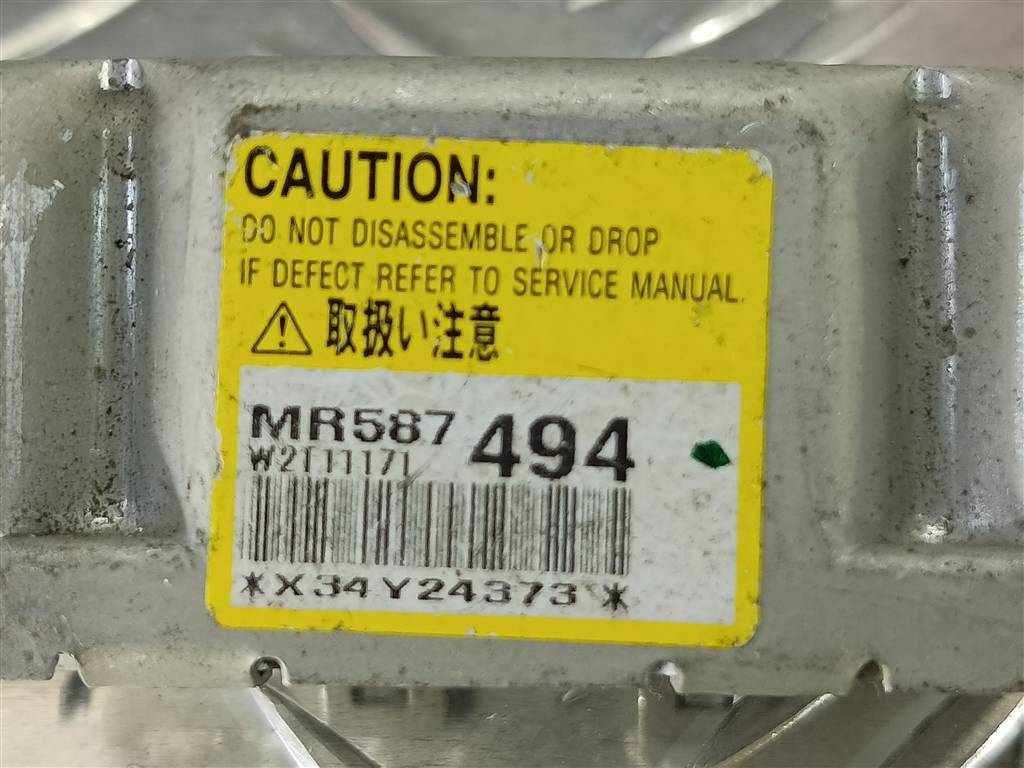 CAUTION:
DO NOT DISASSEMBLE OR DROP
IF DEFECT REFER TO SERVICE MANUAL.
取扱い注意
MR587 494
W2T11171
*X34Y24373*